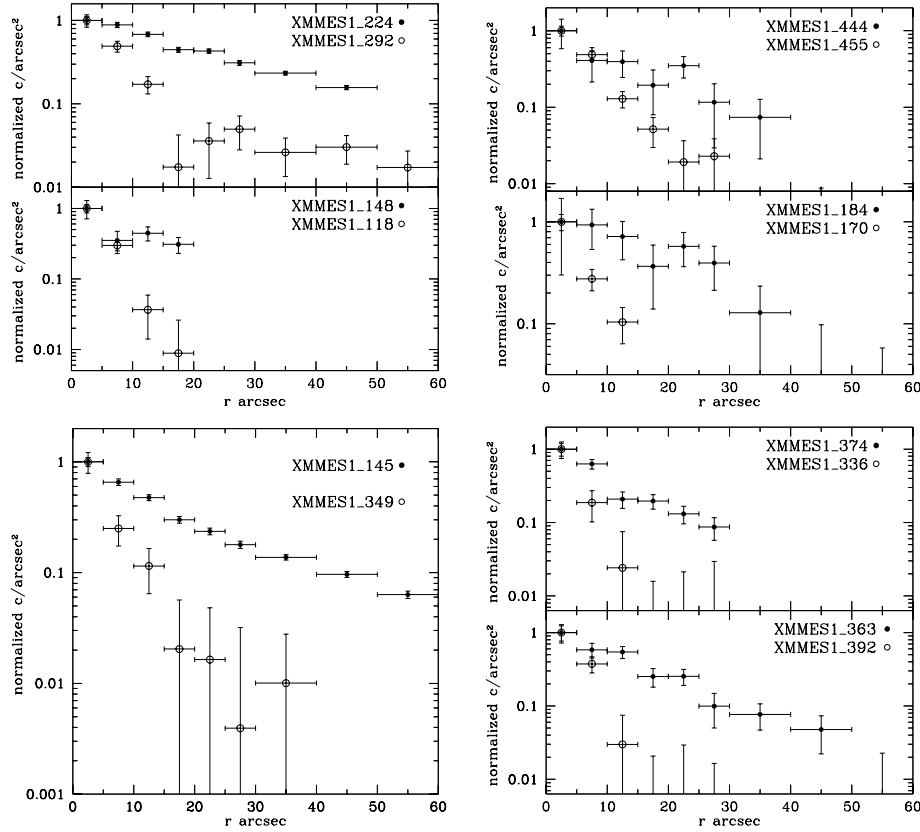 XMMES1_224
XMMES1_292
1
0.1
0.01
normalized c/arcsec²
XMMES1_148
XMMES1_118
1
0.1
0.01
normalized c/arcsec²
0 10 20 30 40 50 60
r arcsec
XMMES1_444
XMMES1_455
1
0.1
0.01
normalized c/arcsec²
XMMES1_184
XMMES1_170
1
0.1
normalized c/arcsec²
0 10 20 30 40 50 60
r arcsec
XMMES1_145
XMMES1_349
1
0.1
0.01
0.001
normalized c/arcsec²
0 10 20 30 40 50 60
r arcsec
XMMES1_374
XMMES1_336
1
0.1
0.01
normalized c/arcsec²
XMMES1_363
XMMES1_392
1
0.1
0.01
normalized c/arcsec²
0 10 20 30 40 50 60
r arcsec